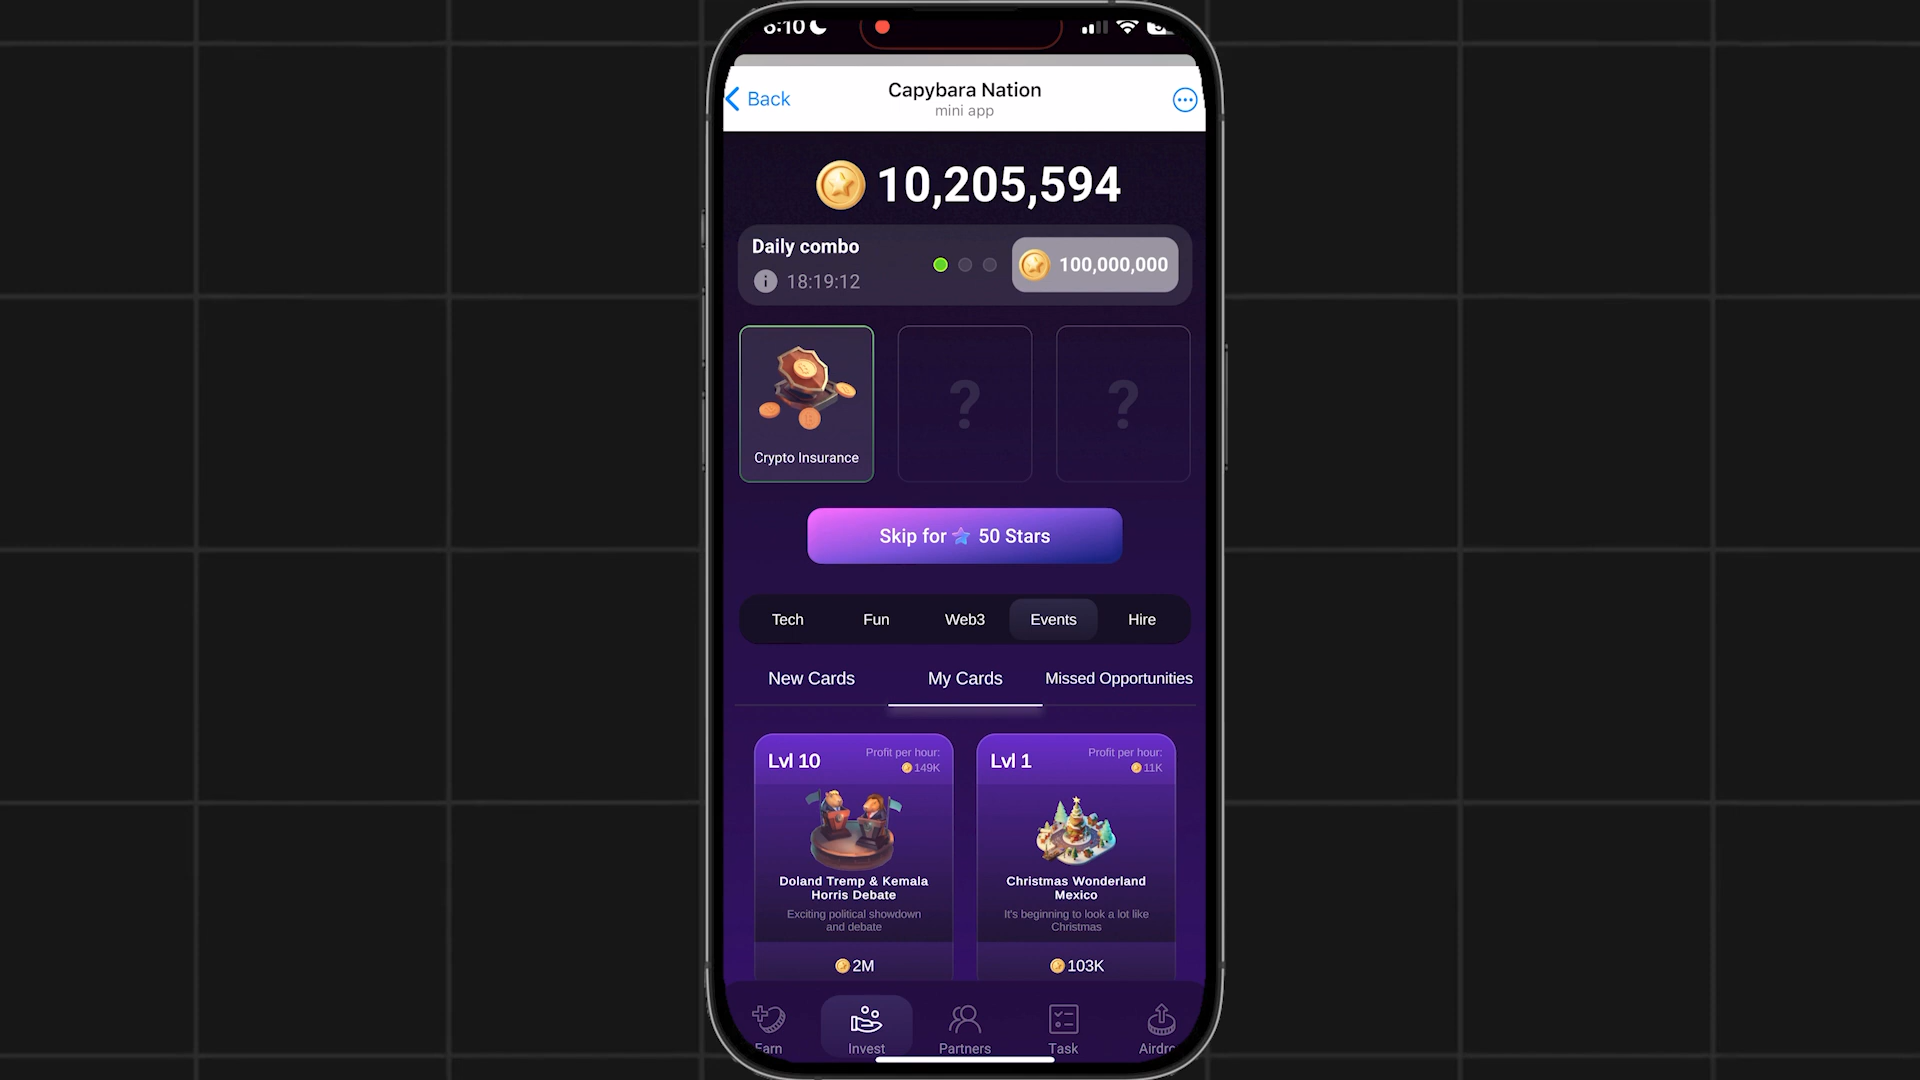 Back
Capybara Nation
mini app
10,205,594
Daily combo
18:19:12
100,000,000
Crypto Insurance
?
?
Skip for 50 Stars
Tech Fun Web3 Events Hire
New Cards My Cards Missed Opportunities
Lvl 10
Profit per hour:
149K
Doland Tremp & Kemala
Horris Debate
Exciting political showdown
and debate
2M
Lvl 1
Profit per hour:
11K
Christmas Wonderland
Mexico
It's beginning to look a lot like
Christmas
103K
Earn Invest Partners Task